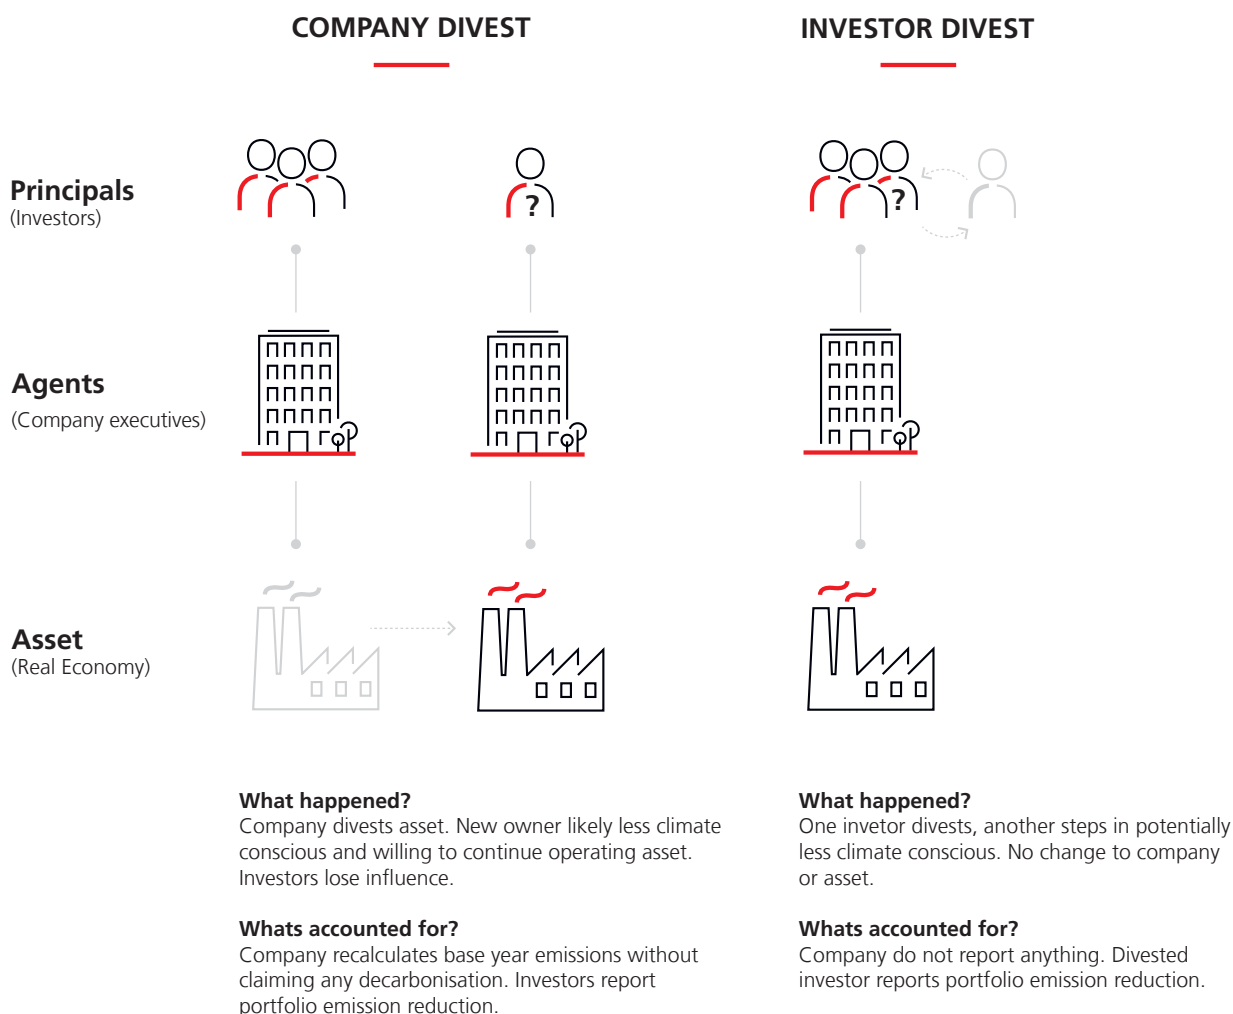 COMPANY DIVEST
INVESTOR DIVEST
Principals
(Investors)
?
?
Agents
(Company executives)
Asset
(Real Economy)
What happened?
Company divests asset. New owner likely less climate
conscious and willing to continue operating asset.
Investors lose influence.
Whats accounted for?
Company recalculates base year emissions without
claiming any decarbonisation. Investors report
portfolio emission reduction.
What happened?
One invetor divests, another steps in potentially
less climate conscious. No change to company
or asset.
Whats accounted for?
Company do not report anything. Divested
investor reports portfolio emission reduction.